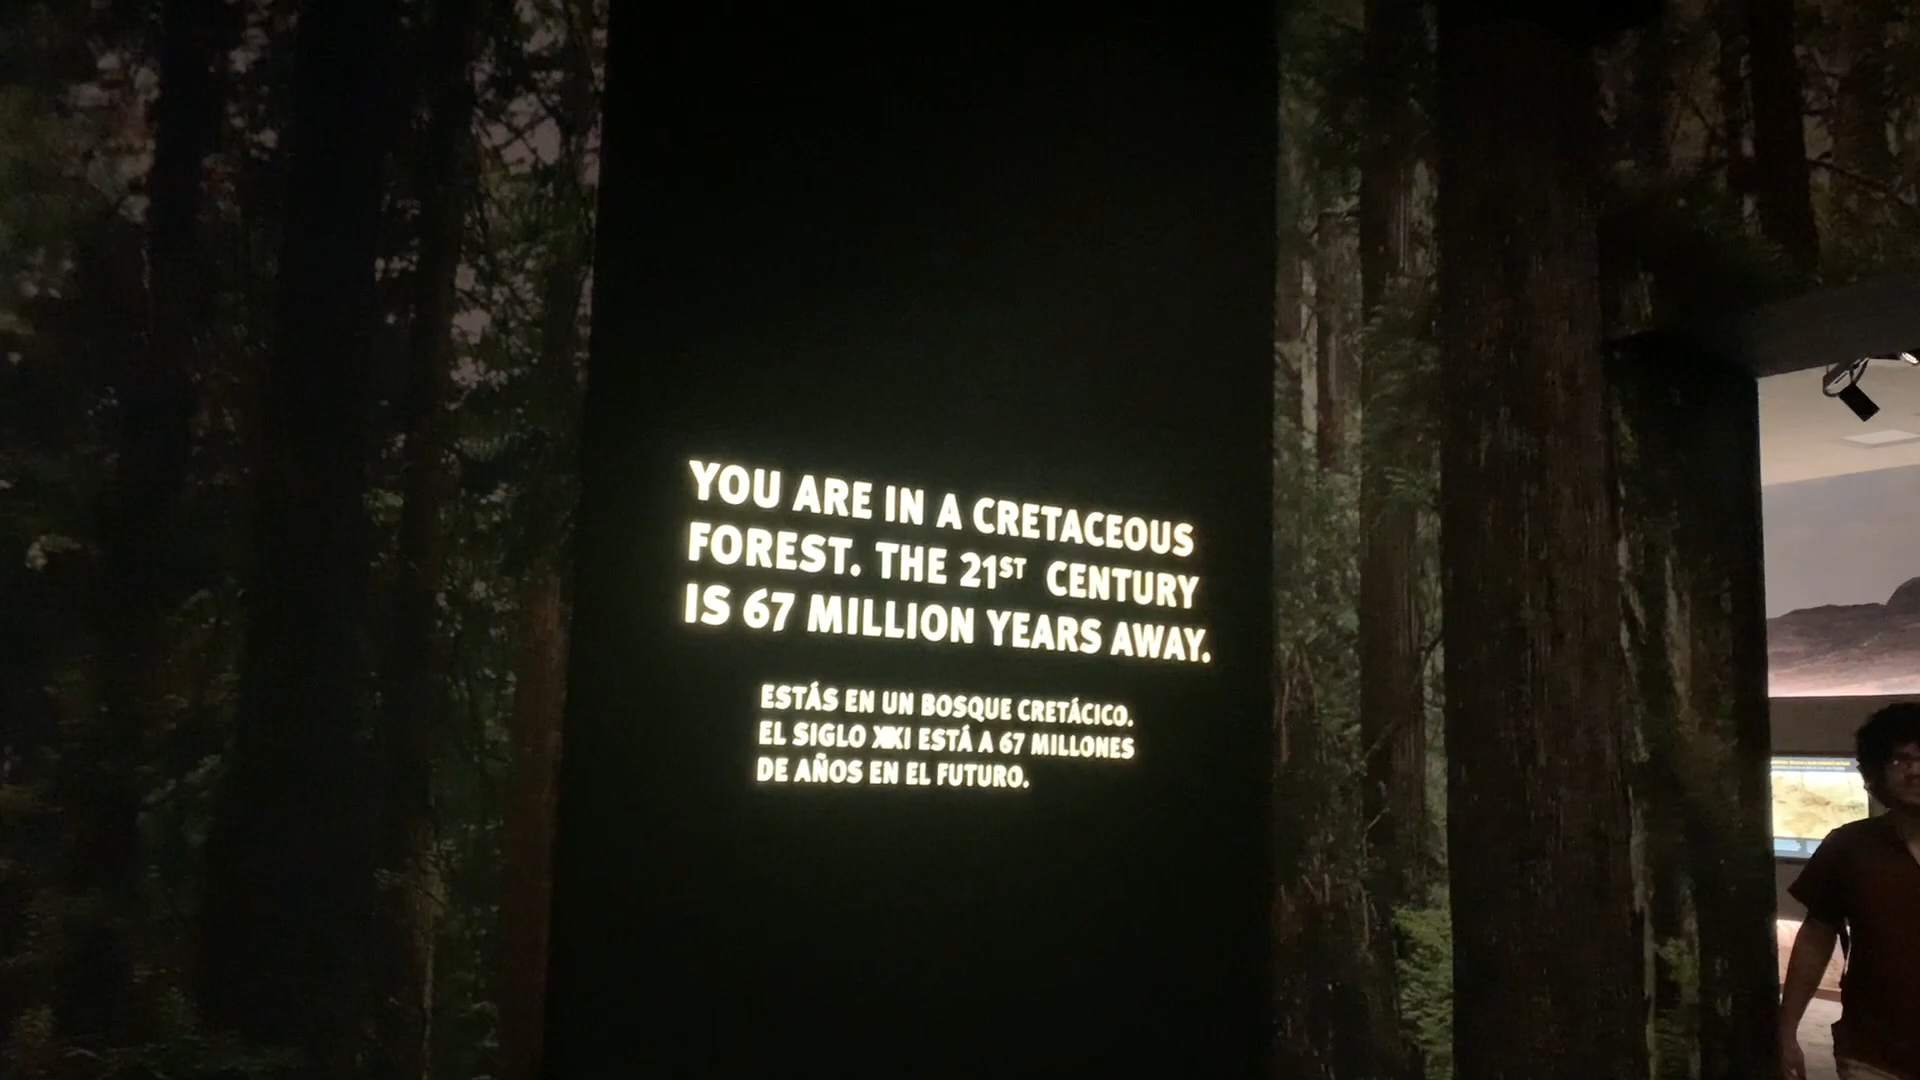 YOU ARE IN A CRETACEOUS
FOREST. THE 21ST CENTURY
IS 67 MILLION YEARS AWAY.
ESTÁS EN UN BOSQUE CRETÁCICO.
EL SIGLO XXI ESTÁ A 67 MILLONES
DE AÑOS EN EL FUTURO.